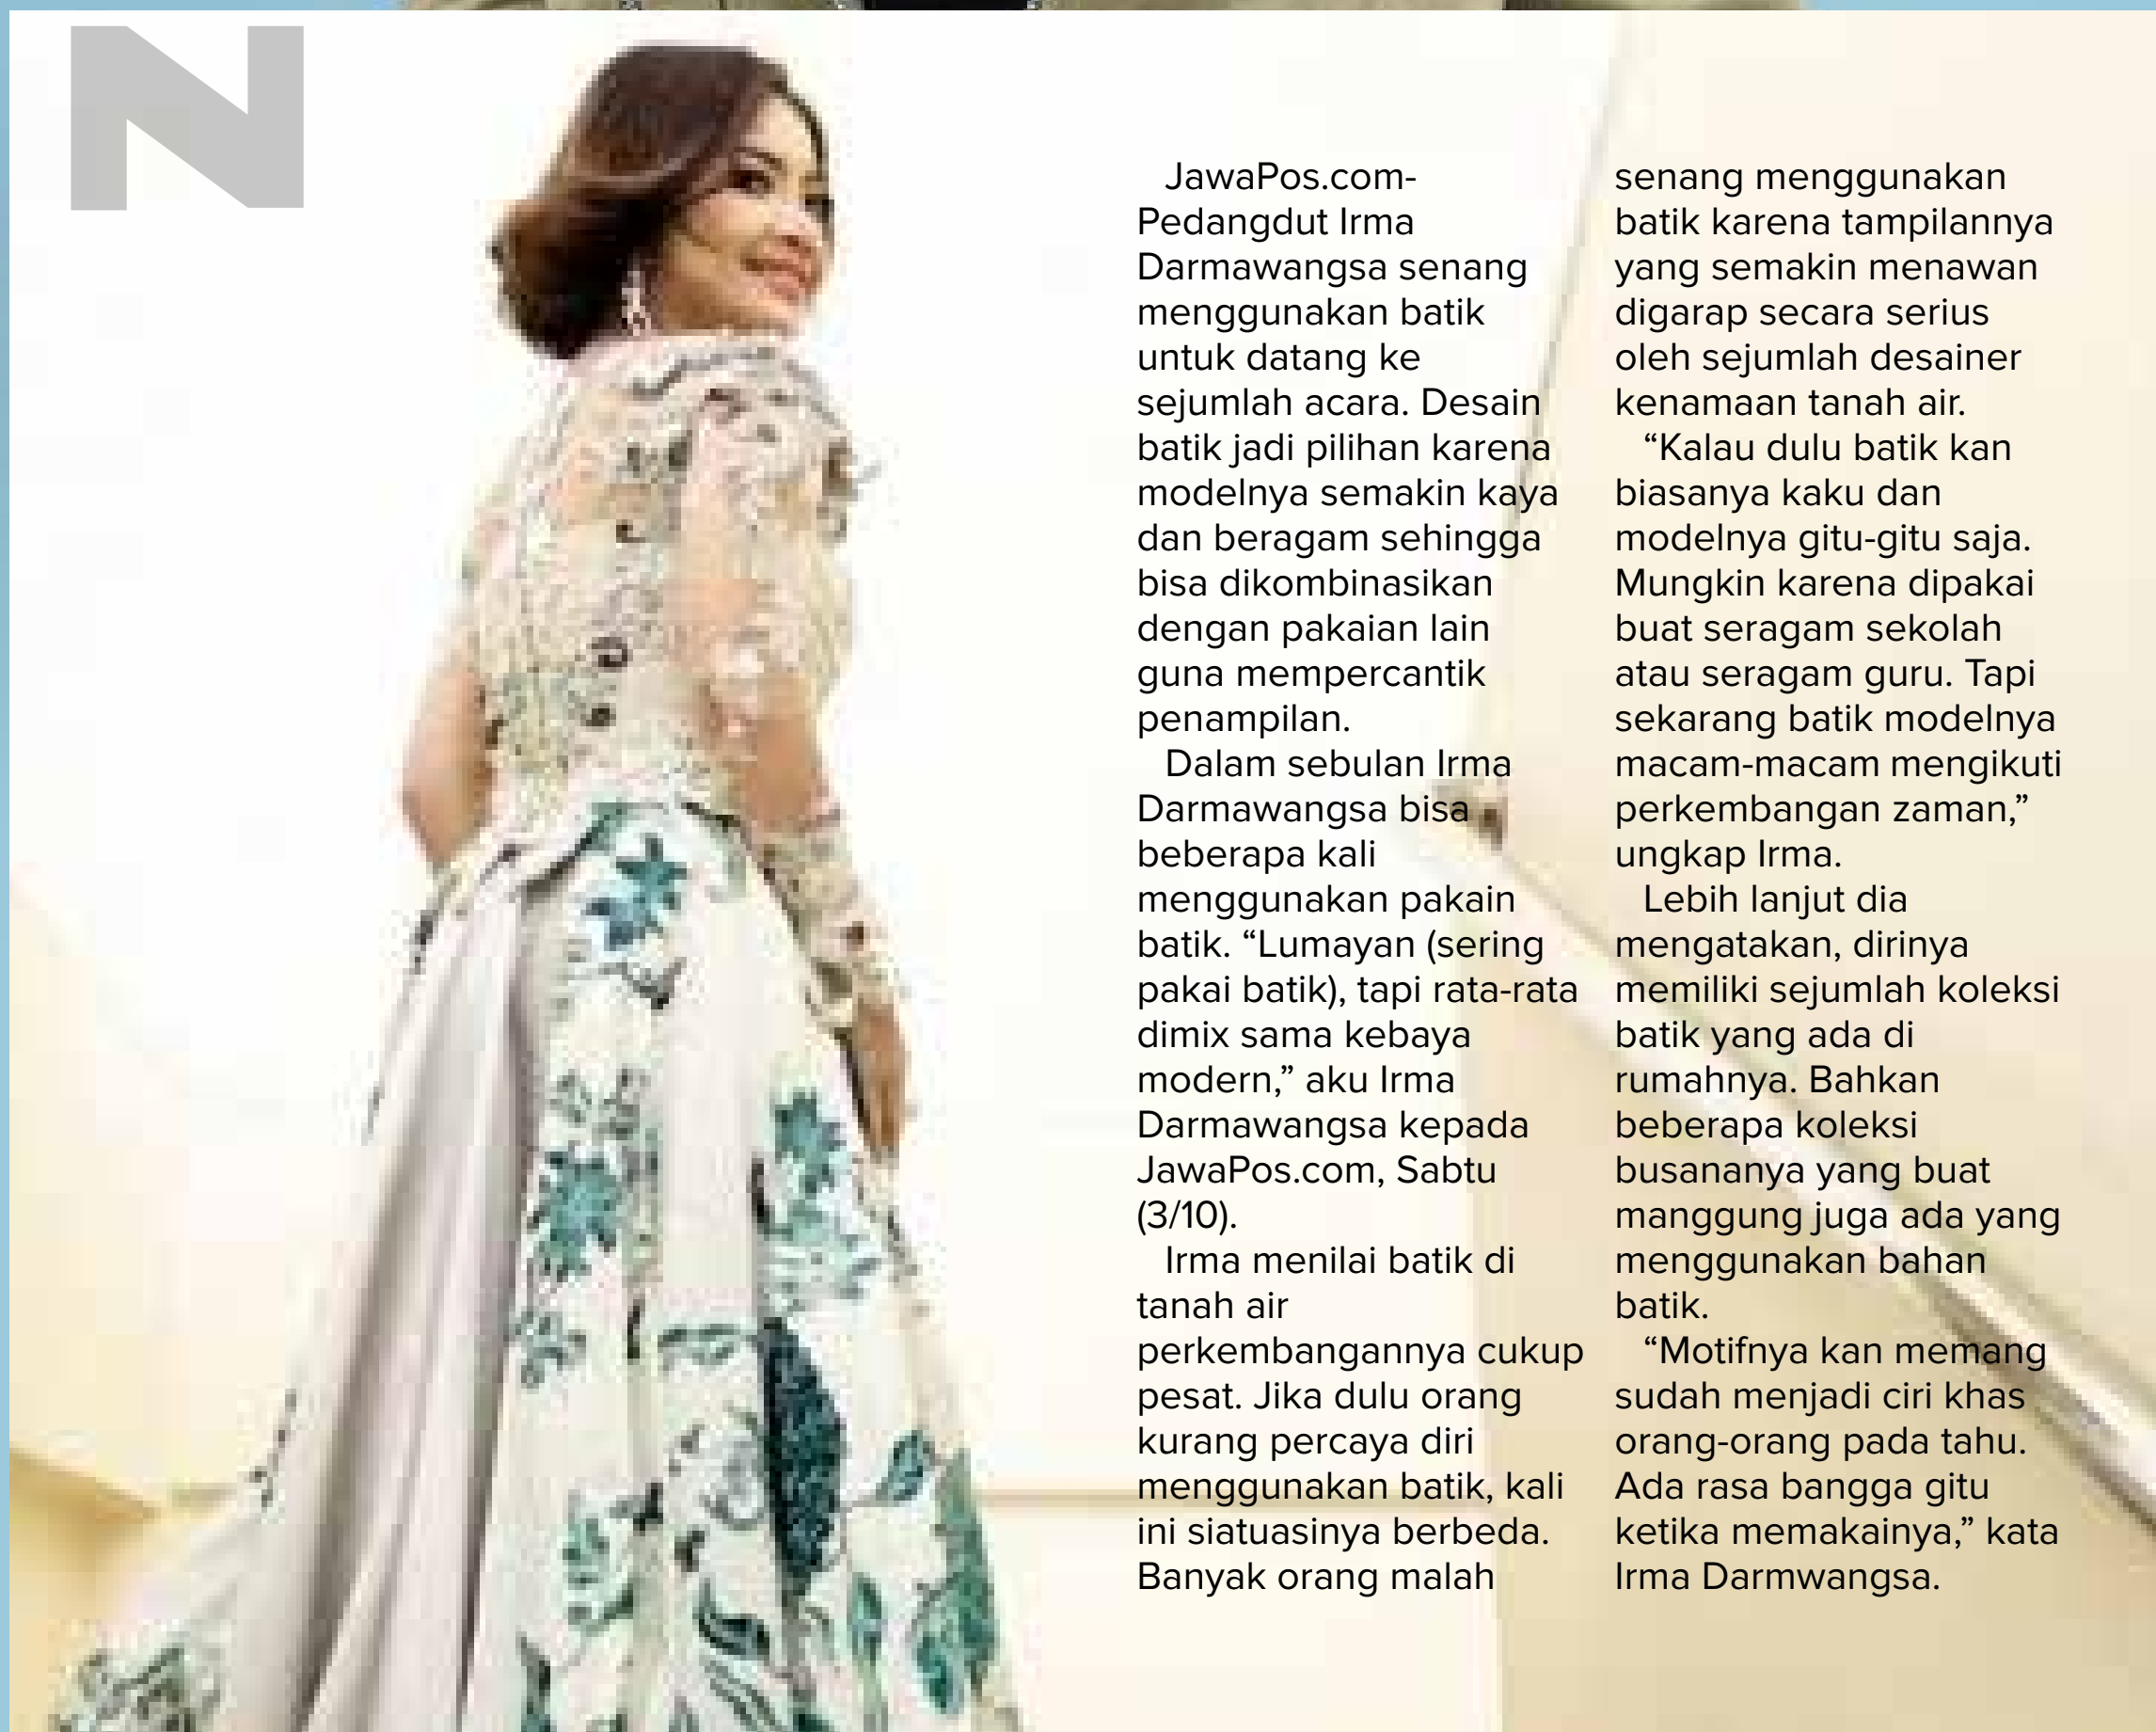 N
JawaPos.com-
Pedangdut Irma
Darmawangsa senang
menggunakan batik
untuk datang ke
sejumlah acara. Desain
batik jadi pilihan karena
modelnya semakin kaya
dan beragam sehingga
bisa dikombinasikan
dengan pakaian lain
guna mempercantik
penampilan.
Dalam sebulan Irma
Darmawangsa bisa
beberapa kali
menggunakan pakain
batik. “Lumayan (sering
pakai batik), tapi rata-rata
dimix sama kebaya
modern,” aku Irma
Darmawangsa kepada
JawaPos.com, Sabtu
(3/10).
Irma menilai batik di
tanah air
perkembangannya cukup
pesat. Jika dulu orang
kurang percaya diri
menggunakan batik, kali
ini siatuasinya berbeda.
Banyak orang malah
senang menggunakan
batik karena tampilannya
yang semakin menawan
digarap secara serius
oleh sejumlah desainer
kenamaan tanah air.
“Kalau dulu batik kan
biasanya kaku dan
modelnya gitu-gitu saja.
Mungkin karena dipakai
buat seragam sekolah
atau seragam guru. Tapi
sekarang batik modelnya
macam-macam mengikuti
perkembangan zaman,”
ungkap Irma.
Lebih lanjut dia
mengatakan, dirinya
memiliki sejumlah koleksi
batik yang ada di
rumahnya. Bahkan
beberapa koleksi
busananya yang buat
manggung juga ada yang
menggunakan bahan
batik.
“Motifnya kan memang
sudah menjadi ciri khas
orang-orang pada tahu.
Ada rasa bangga gitu
ketika memakainya,” kata
Irma Darmwangsa.